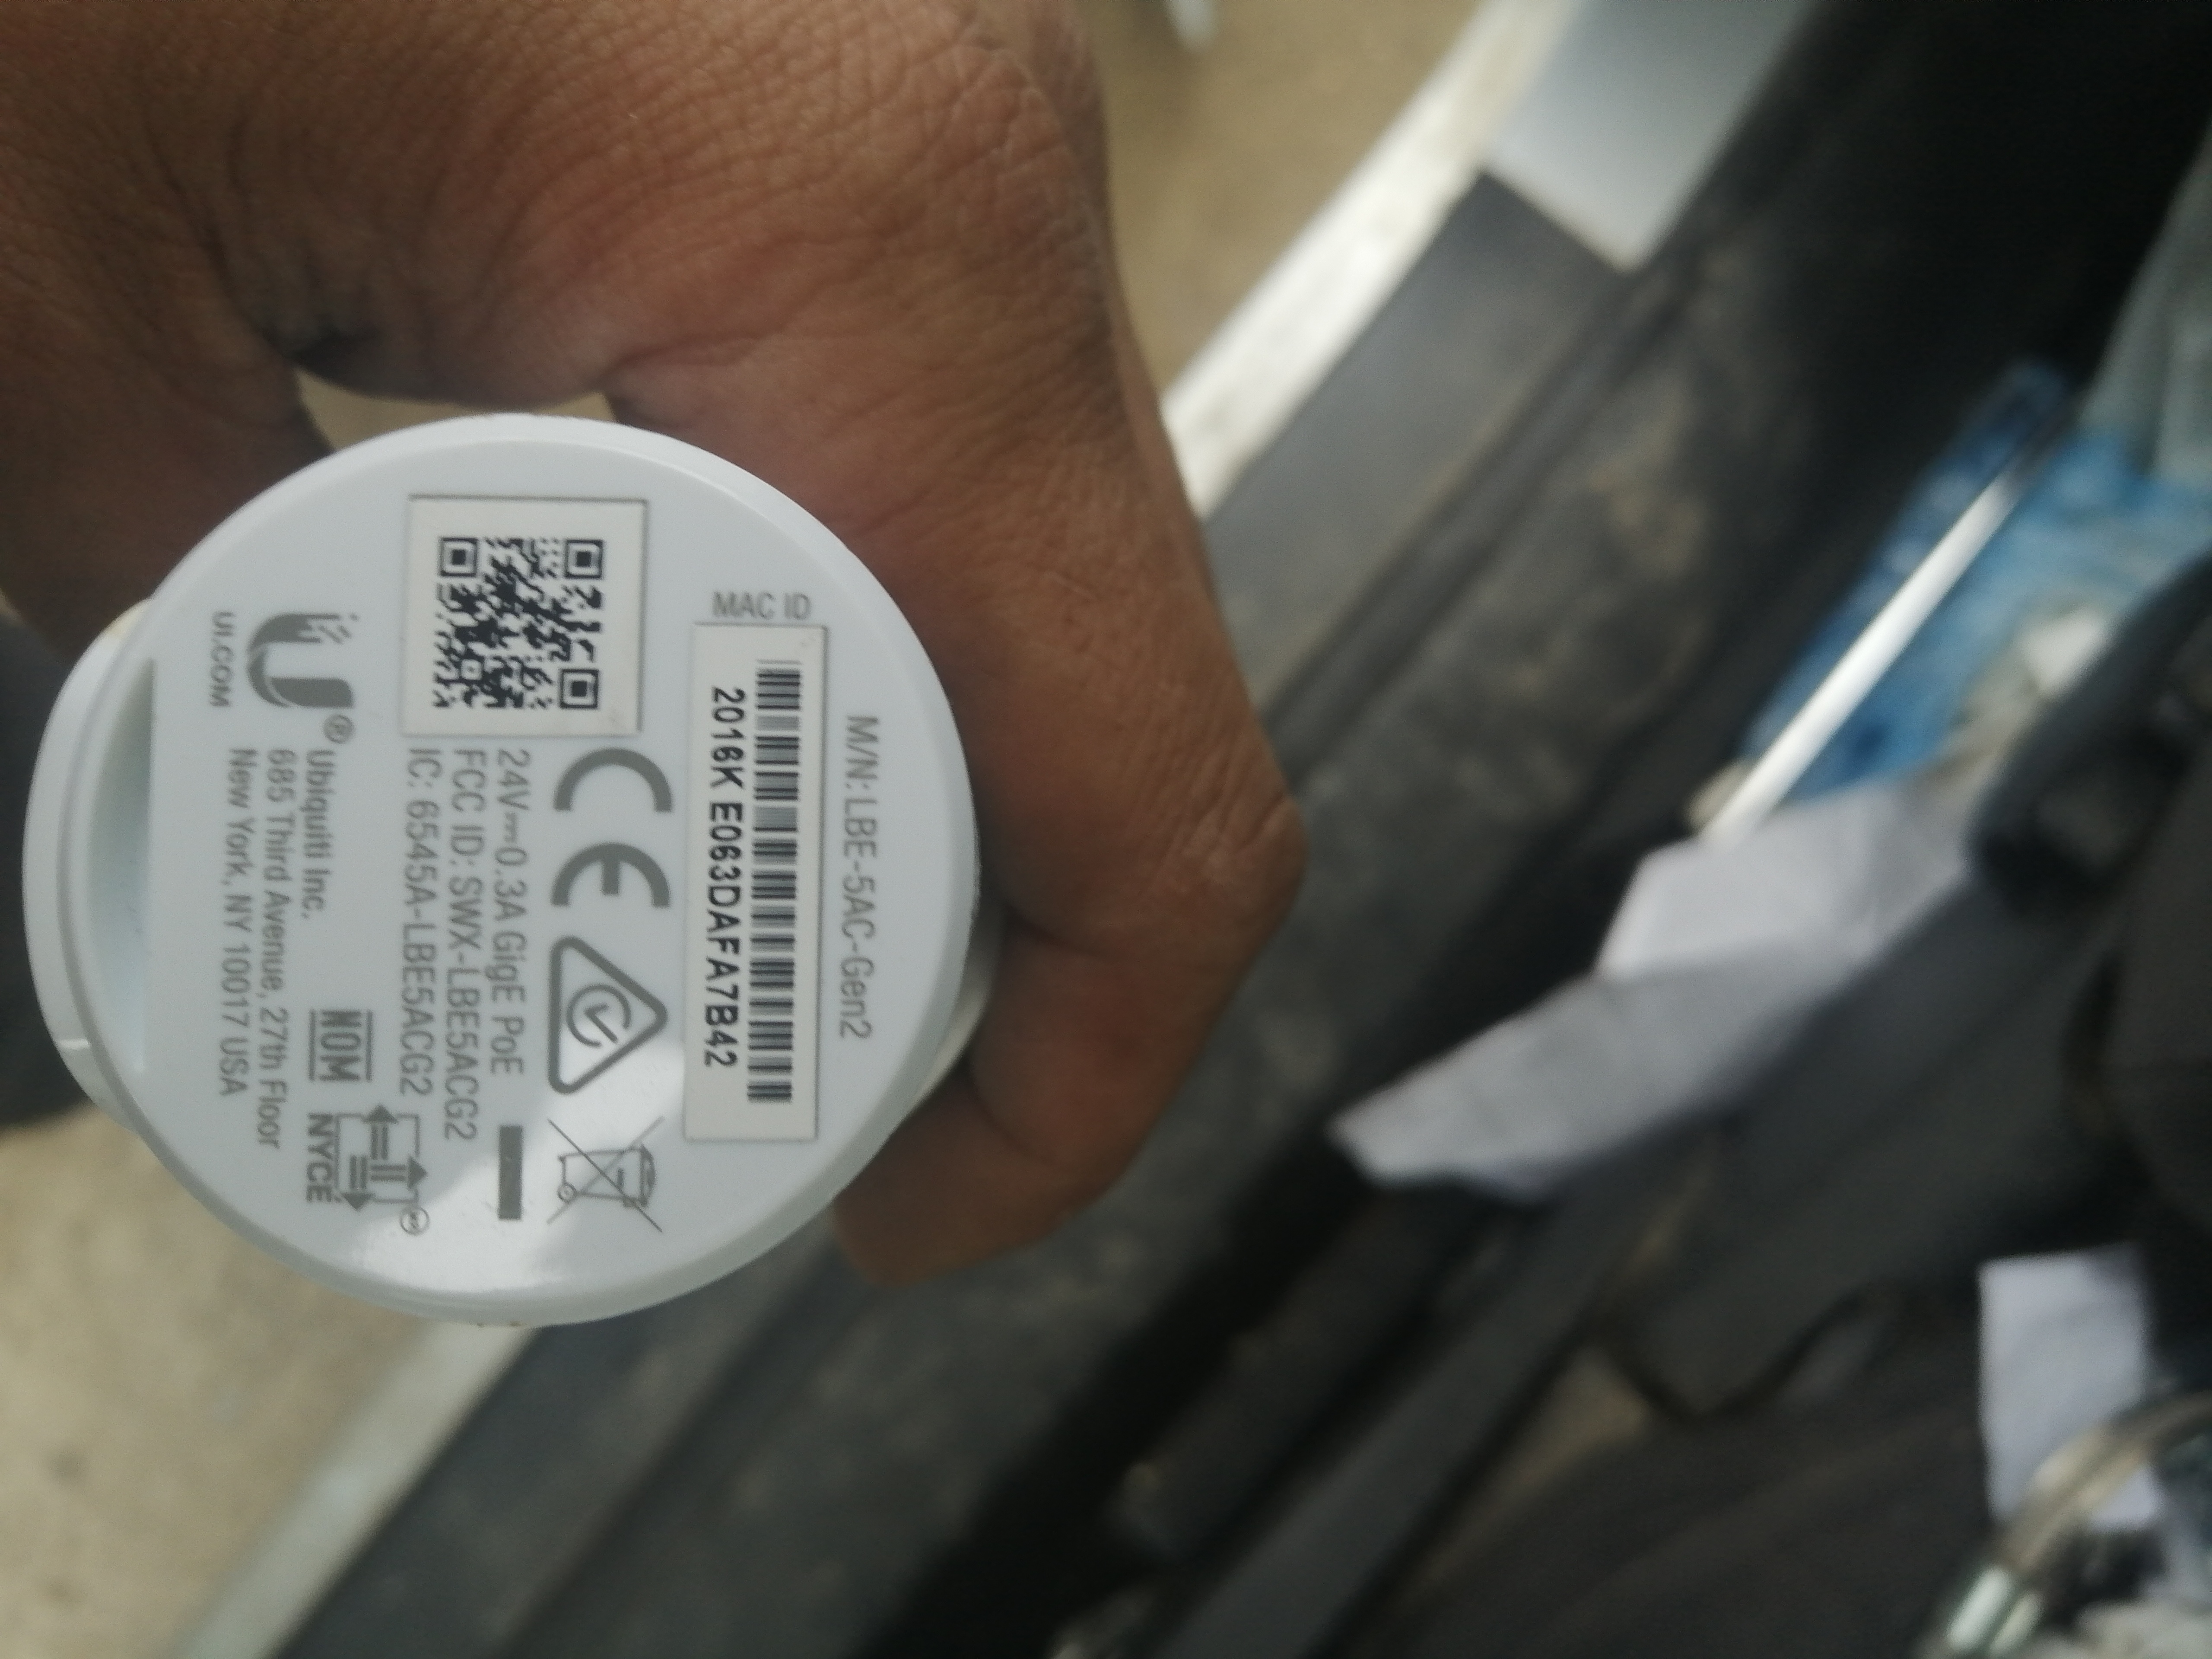 M/N: LBE-5AC-Gen2
MAC ID
2016K E063DAFA7B42
24V⎓0.3A GigE PoE
FCC ID: SWX-LBE5ACG2
IC: 6545A-LBE5ACG2
CE
NOM
NYCE
U®
UI.COM
Ubiquiti Inc.
685 Third Avenue, 27th Floor
New York, NY 10017 USA